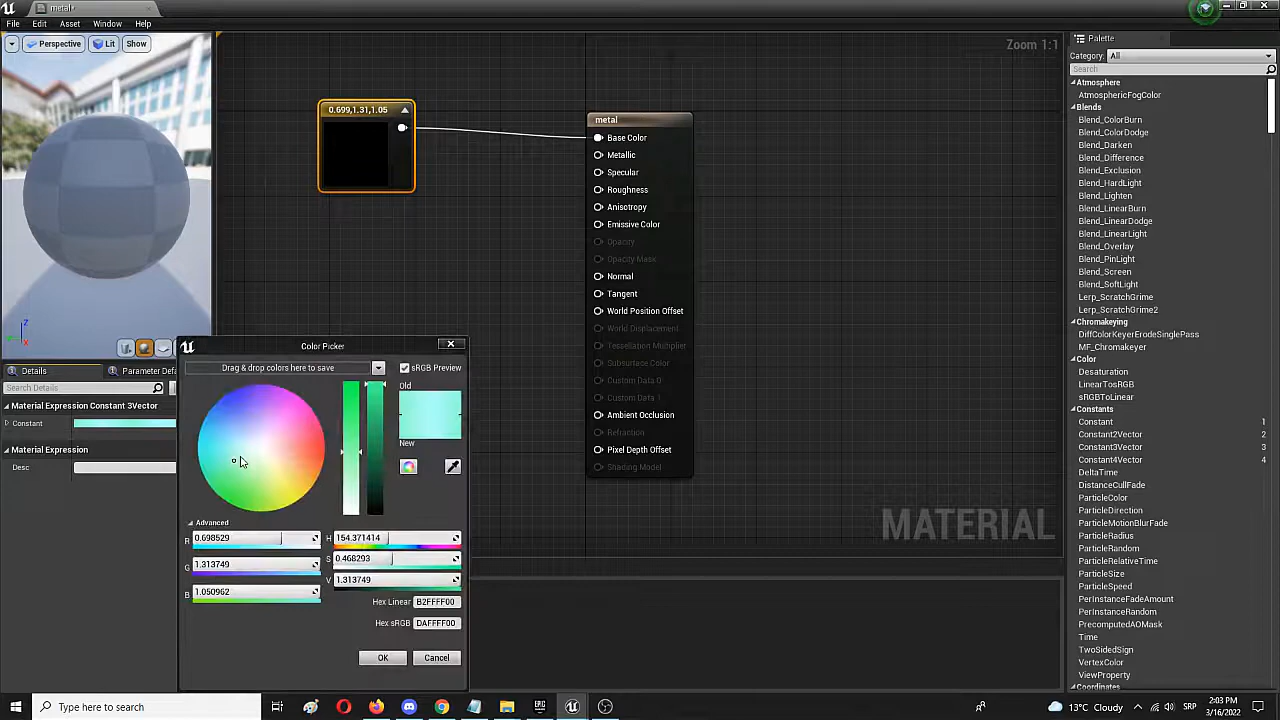 metal*
File Edit Asset Window Help
Perspective Lit Show
Zoom 1:1
Palette
Category: All
Search
Atmosphere
AtmosphericFogColor
Blends
Blend_ColorBurn
Blend_ColorDodge
Blend_Darken
Blend_Difference
Blend_Exclusion
Blend_HardLight
Blend_Lighten
Blend_LinearBurn
Blend_LinearDodge
Blend_LinearLight
Blend_Overlay
Blend_PinLight
Blend_Screen
Blend_SoftLight
Lerp_ScratchGrime
Lerp_ScratchGrime2
Chromakeying
DiffColorKeyerErodeSinglePass
MF_Chromakeyer
Color
Desaturation
LinearTosRGB
sRGBToLinear
Constants
Constant 1
Constant2Vector 2
Constant3Vector 3
Constant4Vector 4
DeltaTime
DistanceCullFade
ParticleColor
ParticleDirection
ParticleMotionBlurFade
ParticleRadius
ParticleRandom
ParticleRelativeTime
ParticleSize
ParticleSpeed
PerInstanceFadeAmount
PerInstanceRandom
PrecomputedAOMask
Time
TwoSidedSign
VertexColor
ViewProperty
Coordinates
0.699,1.31,1.05
metal
Base Color
Metallic
Specular
Roughness
Anisotropy
Emissive Color
Opacity
Opacity Mask
Normal
Tangent
World Position Offset
World Displacement
Tessellation Multiplier
Subsurface Color
Custom Data 0
Custom Data 1
Ambient Occlusion
Refraction
Pixel Depth Offset
Shading Model
MATERIAL
Z
X
Details Parameter Def
Search Details
Material Expression Constant 3Vector
Constant
Material Expression
Desc
Color Picker
Drag & drop colors here to save
sRGB Preview
Old
New
Advanced
R 0.698529 H 154.371414
G 1.313749 S 0.468293
B 1.050962 V 1.313749
Hex Linear B2FFFF00
Hex sRGB DAFFFF00
OK Cancel
Type here to search
13°C Cloudy SRP
2:03 PM
3/16/2022